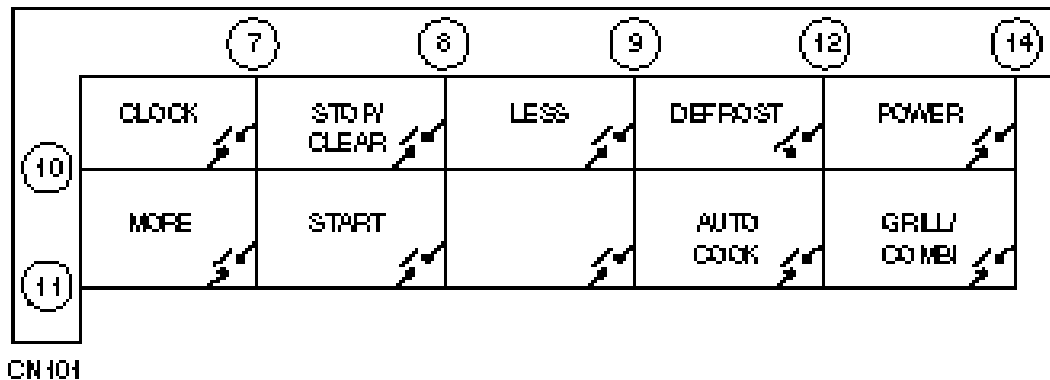 7 8 9 12 14
CLOCK STOP/ LESS DEFROST POWER
CLEAR
10
MORE START AUTO GRILL/
COOK COMBI
11
CN101